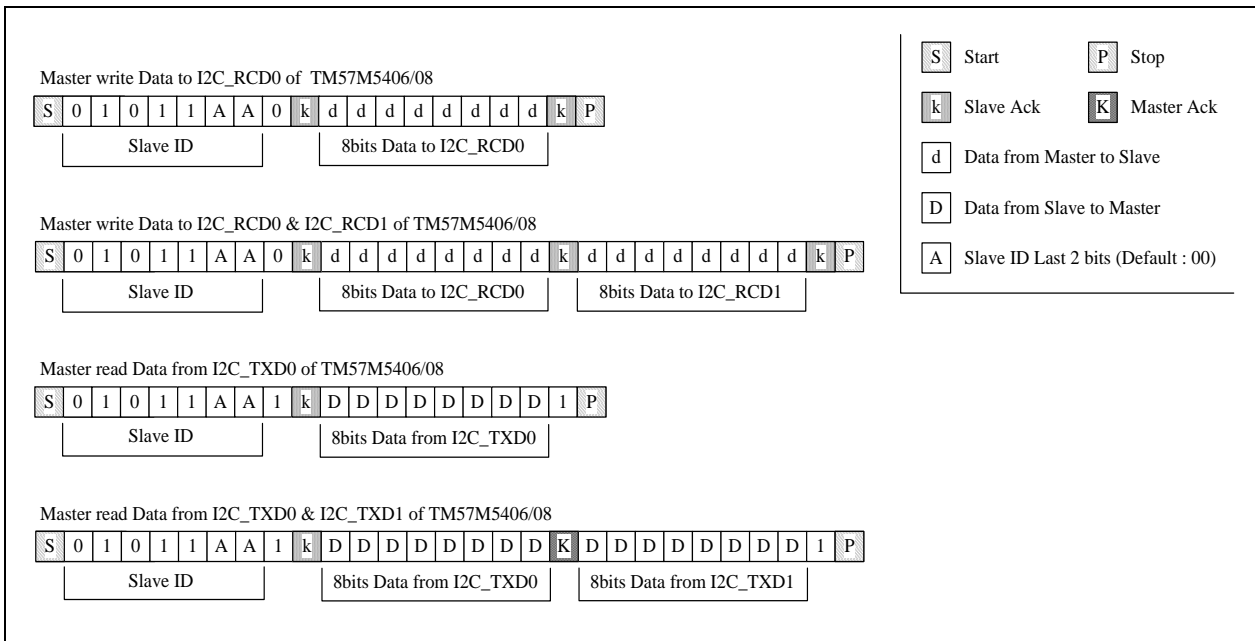 Master write Data to I2C_RCD0 of TM57M5406/08
S 0 1 0 1 1 A A 0 k d d d d d d d d k P
Slave ID 8bits Data to I2C_RCD0
Master write Data to I2C_RCD0 & I2C_RCD1 of TM57M5406/08
S 0 1 0 1 1 A A 0 k d d d d d d d d k d d d d d d d d k P
Slave ID 8bits Data to I2C_RCD0 8bits Data to I2C_RCD1
Master read Data from I2C_TXD0 of TM57M5406/08
S 0 1 0 1 1 A A 1 k D D D D D D D D 1 P
Slave ID 8bits Data from I2C_TXD0
Master read Data from I2C_TXD0 & I2C_TXD1 of TM57M5406/08
S 0 1 0 1 1 A A 1 k D D D D D D D D K D D D D D D D D 1 P
Slave ID 8bits Data from I2C_TXD0 8bits Data from I2C_TXD1
S Start P Stop
k Slave Ack K Master Ack
d Data from Master to Slave
D Data from Slave to Master
A Slave ID Last 2 bits (Default : 00)